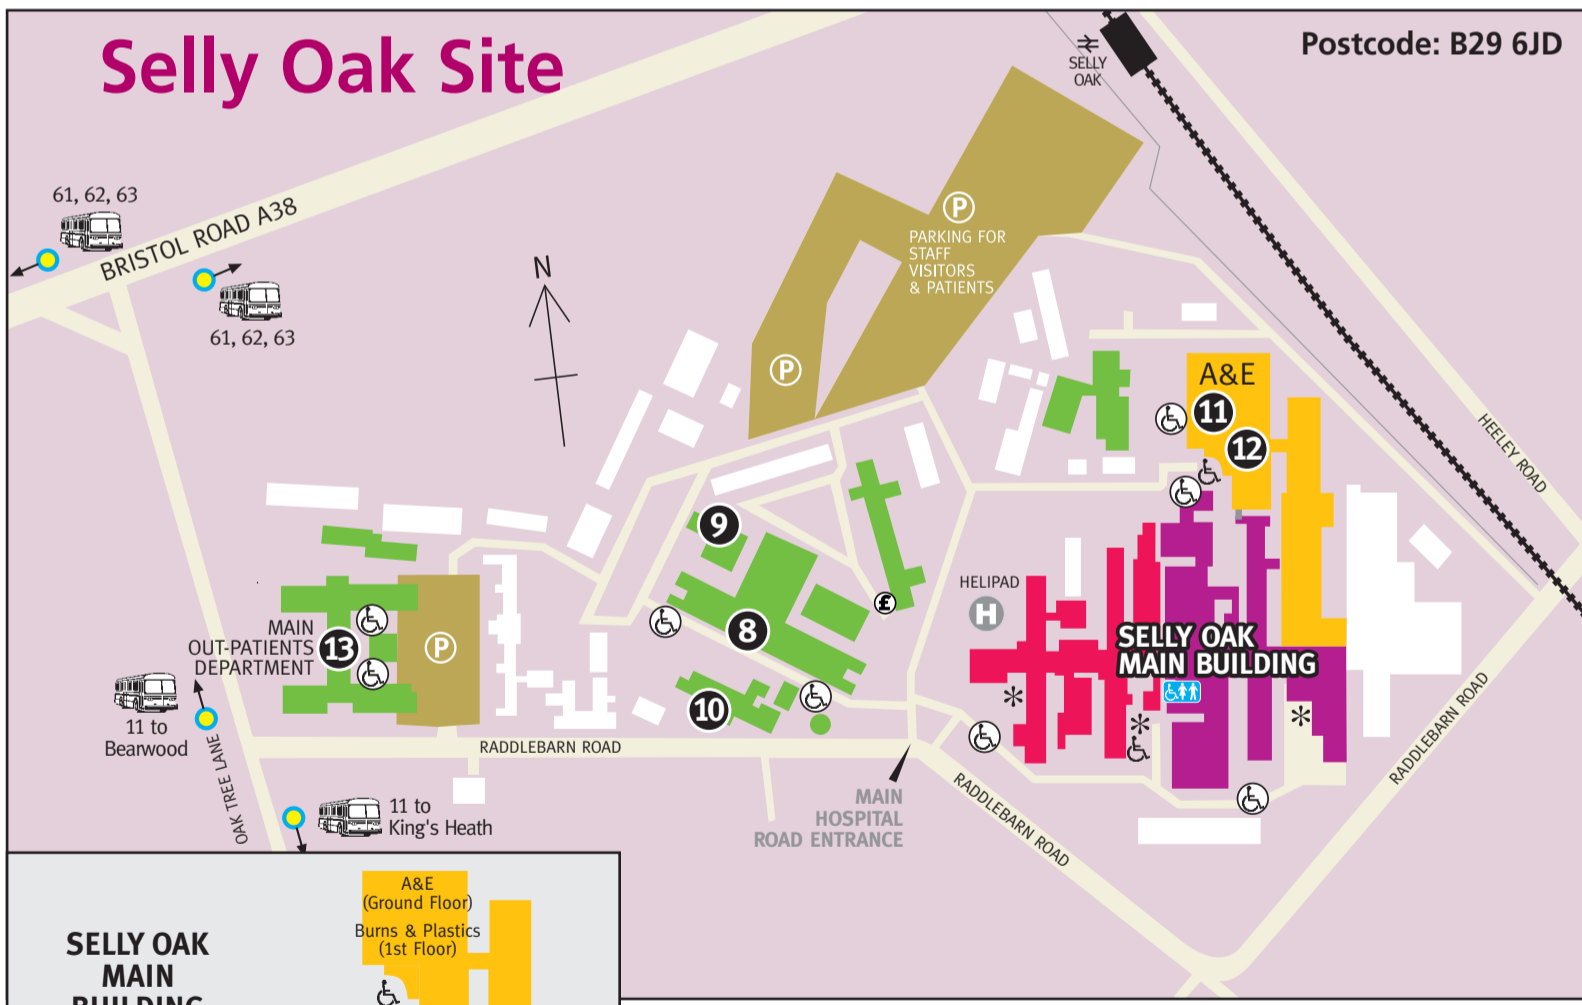 Selly Oak Site
Postcode: B29 6JD
SELLY
OAK
61, 62, 63
BRISTOL ROAD A38
61, 62, 63
N
P
PARKING FOR
STAFF
VISITORS
& PATIENTS
P
A&E
11
12
HEELEY ROAD
9
£
HELIPAD
H
8
SELLY OAK
MAIN BUILDING
MAIN
OUT-PATIENTS
DEPARTMENT
13
P
10
*
*
*
11 to
Bearwood
OAK TREE LANE
RADDLEBARN ROAD
RADDLEBARN ROAD
RADDLEBARN ROAD
MAIN
HOSPITAL
ROAD ENTRANCE
11 to
King's Heath
SELLY OAK
MAIN
BUILDING
A&E
(Ground Floor)
Burns & Plastics
(1st Floor)